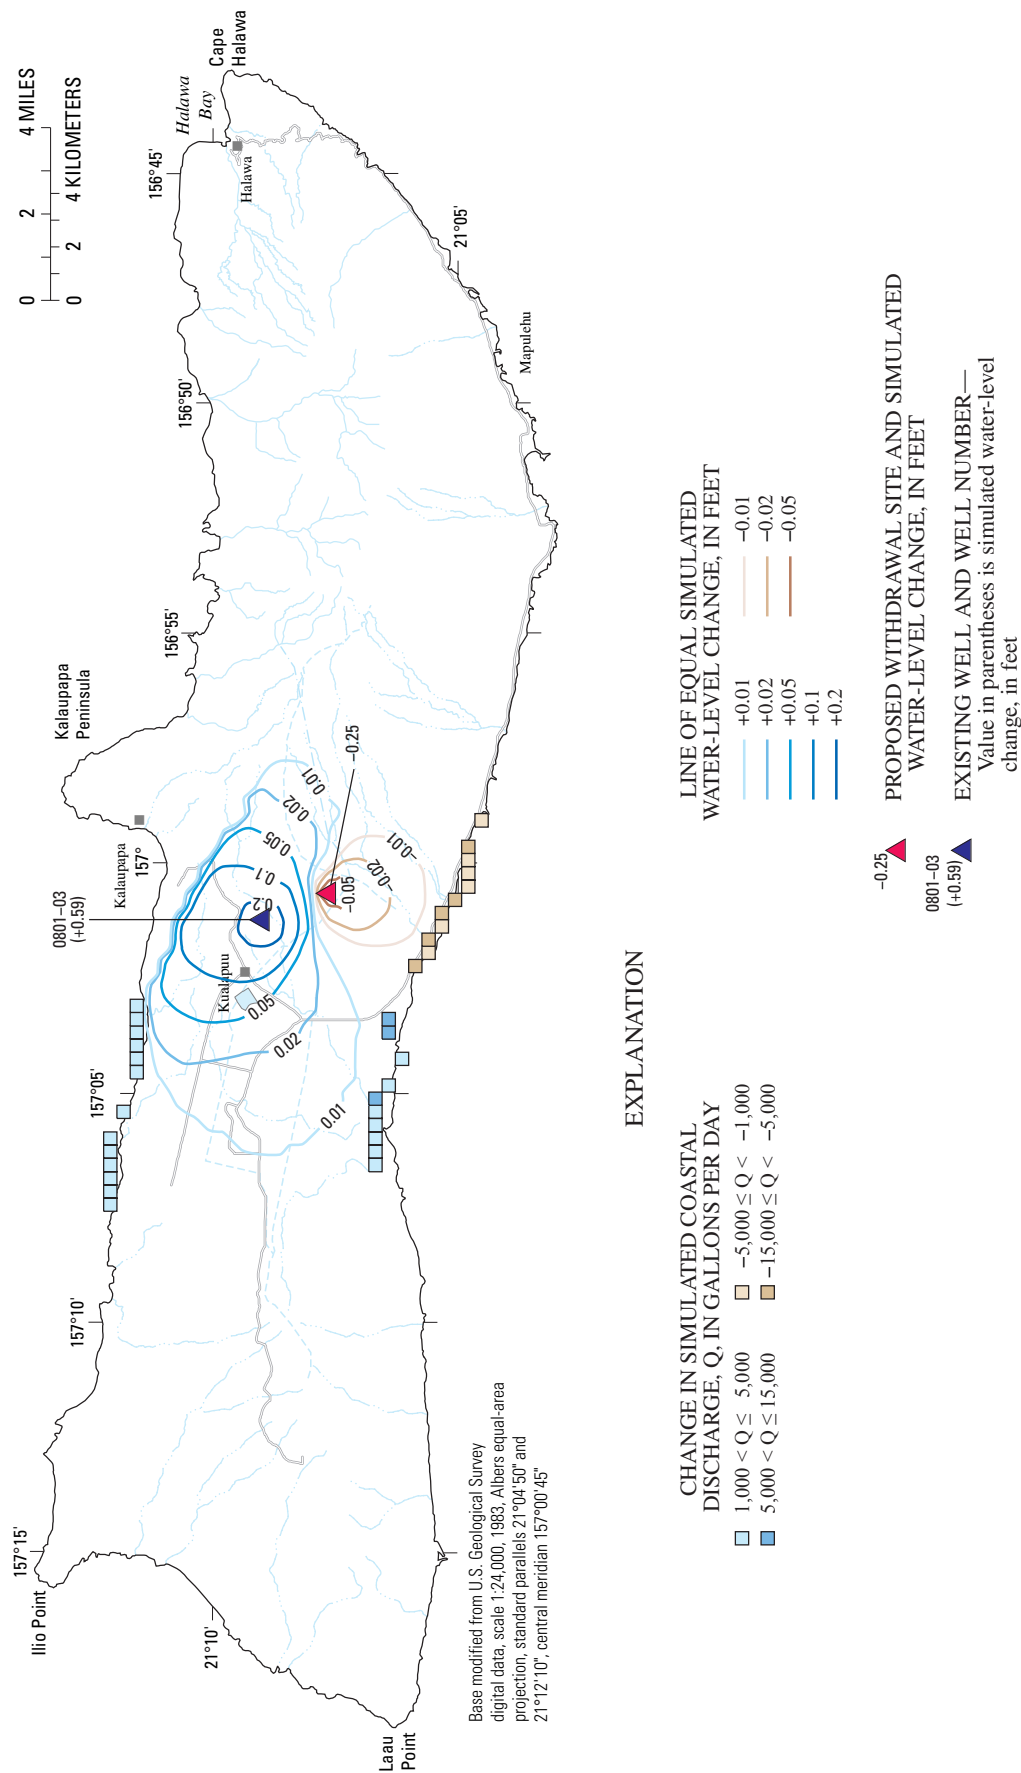 Ilio Point
157°15'
157°10'
157°05'
0801–03
(+0.59)
Kalaupapa
157°
Kalaupapa
Peninsula
156°55'
156°50'
156°45'
Halawa
Bay
Cape
Halawa
0 2 4 MILES
0 2 4 KILOMETERS
Halawa
21°10'
Laau
Point
Kualapuu
0.2
0.1
0.05
0.02
0.01
0.05
0.02
0.01
–0.25
–0.05
–0.02
–0.01
21°05'
Mapulehu
Base modified from U.S. Geological Survey
digital data, scale 1:24,000, 1983, Albers equal-area
projection, standard parallels 21°04'50" and
21°12'10", central meridian 157°00'45"
EXPLANATION
CHANGE IN SIMULATED COASTAL
DISCHARGE, Q, IN GALLONS PER DAY
1,000 < Q ≤ 5,000
5,000 < Q ≤ 15,000
–5,000 ≤ Q < –1,000
–15,000 ≤ Q < –5,000
LINE OF EQUAL SIMULATED
WATER-LEVEL CHANGE, IN FEET
+0.01
+0.02
+0.05
+0.1
+0.2
–0.01
–0.02
–0.05
–0.25
PROPOSED WITHDRAWAL SITE AND SIMULATED
WATER-LEVEL CHANGE, IN FEET
0801–03
(+0.59)
EXISTING WELL AND WELL NUMBER—
Value in parentheses is simulated water-level
change, in feet